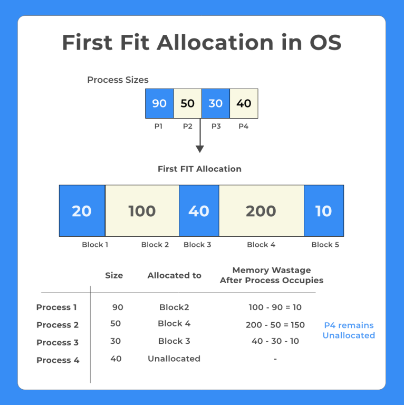 First Fit Allocation in OS
Process Sizes
90 50 30 40
P1 P2 P3 P4
First FIT Allocation
20 100 40 200 10
Block 1 Block 2 Block 3 Block 4 Block 5
Size Allocated to Memory Wastage
After Process Occupies
Process 1 90 Block2 100 - 90 = 10
Process 2 50 Block 4 200 - 50 = 150
Process 3 30 Block 3 40 - 30 - 10
Process 4 40 Unallocated -
P4 remains
Unallocated